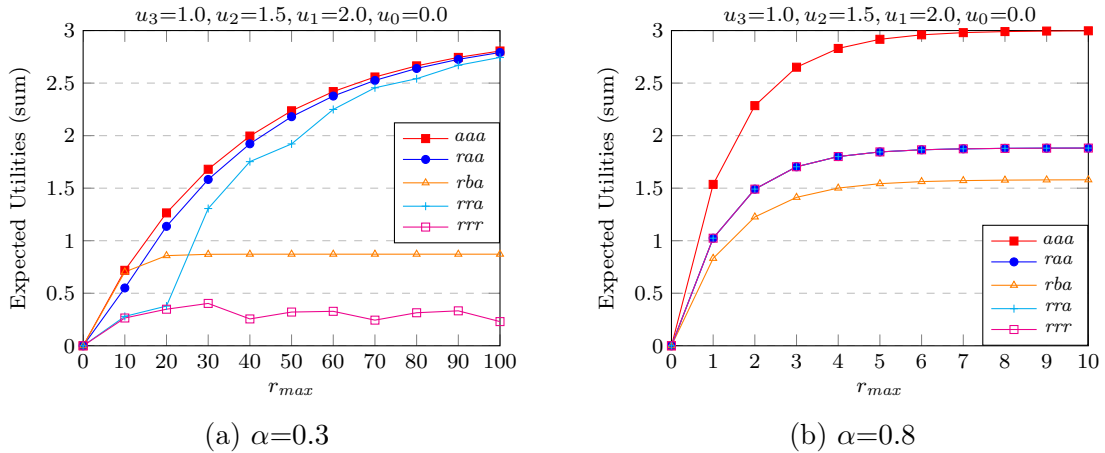 u3=1.0, u2=1.5, u1=2.0, u0=0.0
Expected Utilities (sum)
3
2.5
2
1.5
1
0.5
0
aaa
raa
rba
rra
rrr
0 10 20 30 40 50 60 70 80 90 100
rmax
(a) α=0.3
u3=1.0, u2=1.5, u1=2.0, u0=0.0
Expected Utilities (sum)
3
2.5
2
1.5
1
0.5
0
aaa
raa
rba
rra
rrr
0 1 2 3 4 5 6 7 8 9 10
rmax
(b) α=0.8